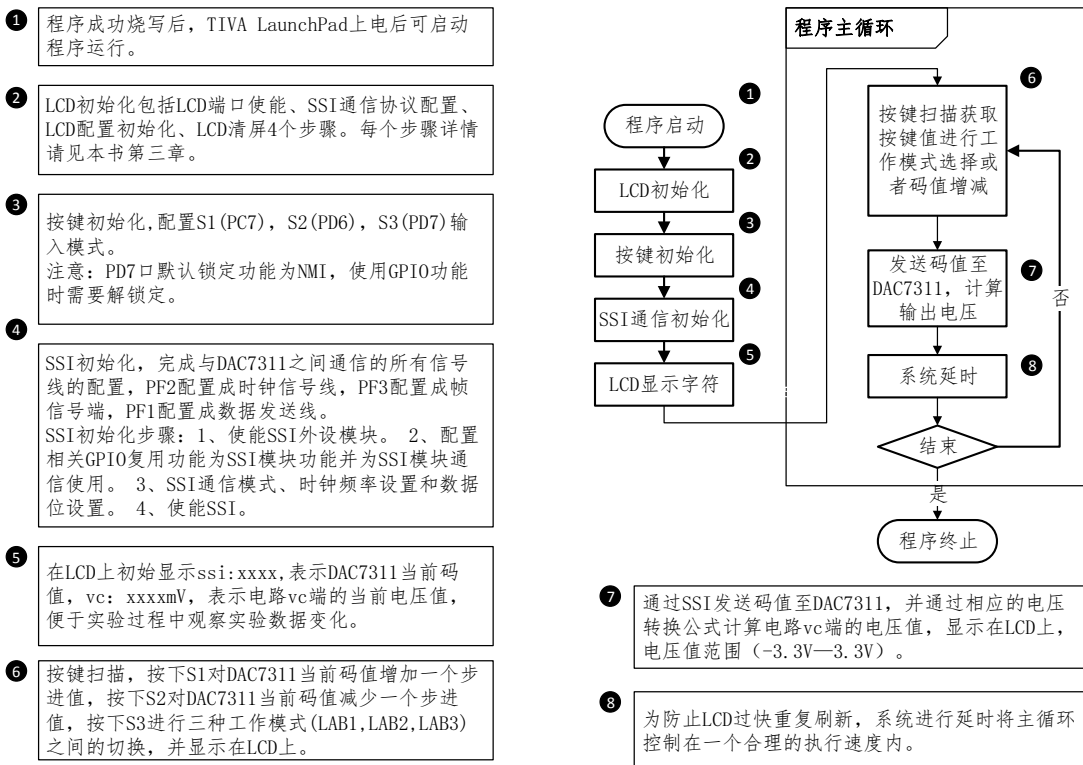 1
程序成功烧写后，TIVA LaunchPad上电后可启动
程序运行。
2
LCD初始化包括LCD端口使能、SSI通信协议配置、
LCD配置初始化、LCD清屏4个步骤。每个步骤详情
请见本书第三章。
3
按键初始化,配置S1(PC7)，S2(PD6)，S3(PD7)输
入模式。
注意：PD7口默认锁定功能为NMI，使用GPIO功能
时需要解锁定。
4
SSI初始化，完成与DAC7311之间通信的所有信号
线的配置，PF2配置成时钟信号线，PF3配置成帧
信号端，PF1配置成数据发送线。
SSI初始化步骤：1、使能SSI外设模块。 2、配置
相关GPIO复用功能为SSI模块功能并为SSI模块通
信使用。 3、SSI通信模式、时钟频率设置和数据
位设置。 4、使能SSI。
5
在LCD上初始显示ssi:xxxx,表示DAC7311当前码
值，vc：xxxxmV，表示电路vc端的当前电压值，
便于实验过程中观察实验数据变化。
6
按键扫描，按下S1对DAC7311当前码值增加一个步
进值，按下S2对DAC7311当前码值减少一个步进
值，按下S3进行三种工作模式(LAB1,LAB2,LAB3)
之间的切换，并显示在LCD上。
1
程序启动
2
LCD初始化
3
按键初始化
4
SSI通信初始化
5
LCD显示字符
程序主循环
6
按键扫描获取
按键值进行工
作模式选择或
者码值增减
7
发送码值至
DAC7311，计算
输出电压
否
8
系统延时
结束
是
程序终止
7
通过SSI发送码值至DAC7311，并通过相应的电压
转换公式计算电路vc端的电压值，显示在LCD上，
电压值范围（-3.3V—3.3V）。
8
为防止LCD过快重复刷新，系统进行延时将主循环
控制在一个合理的执行速度内。